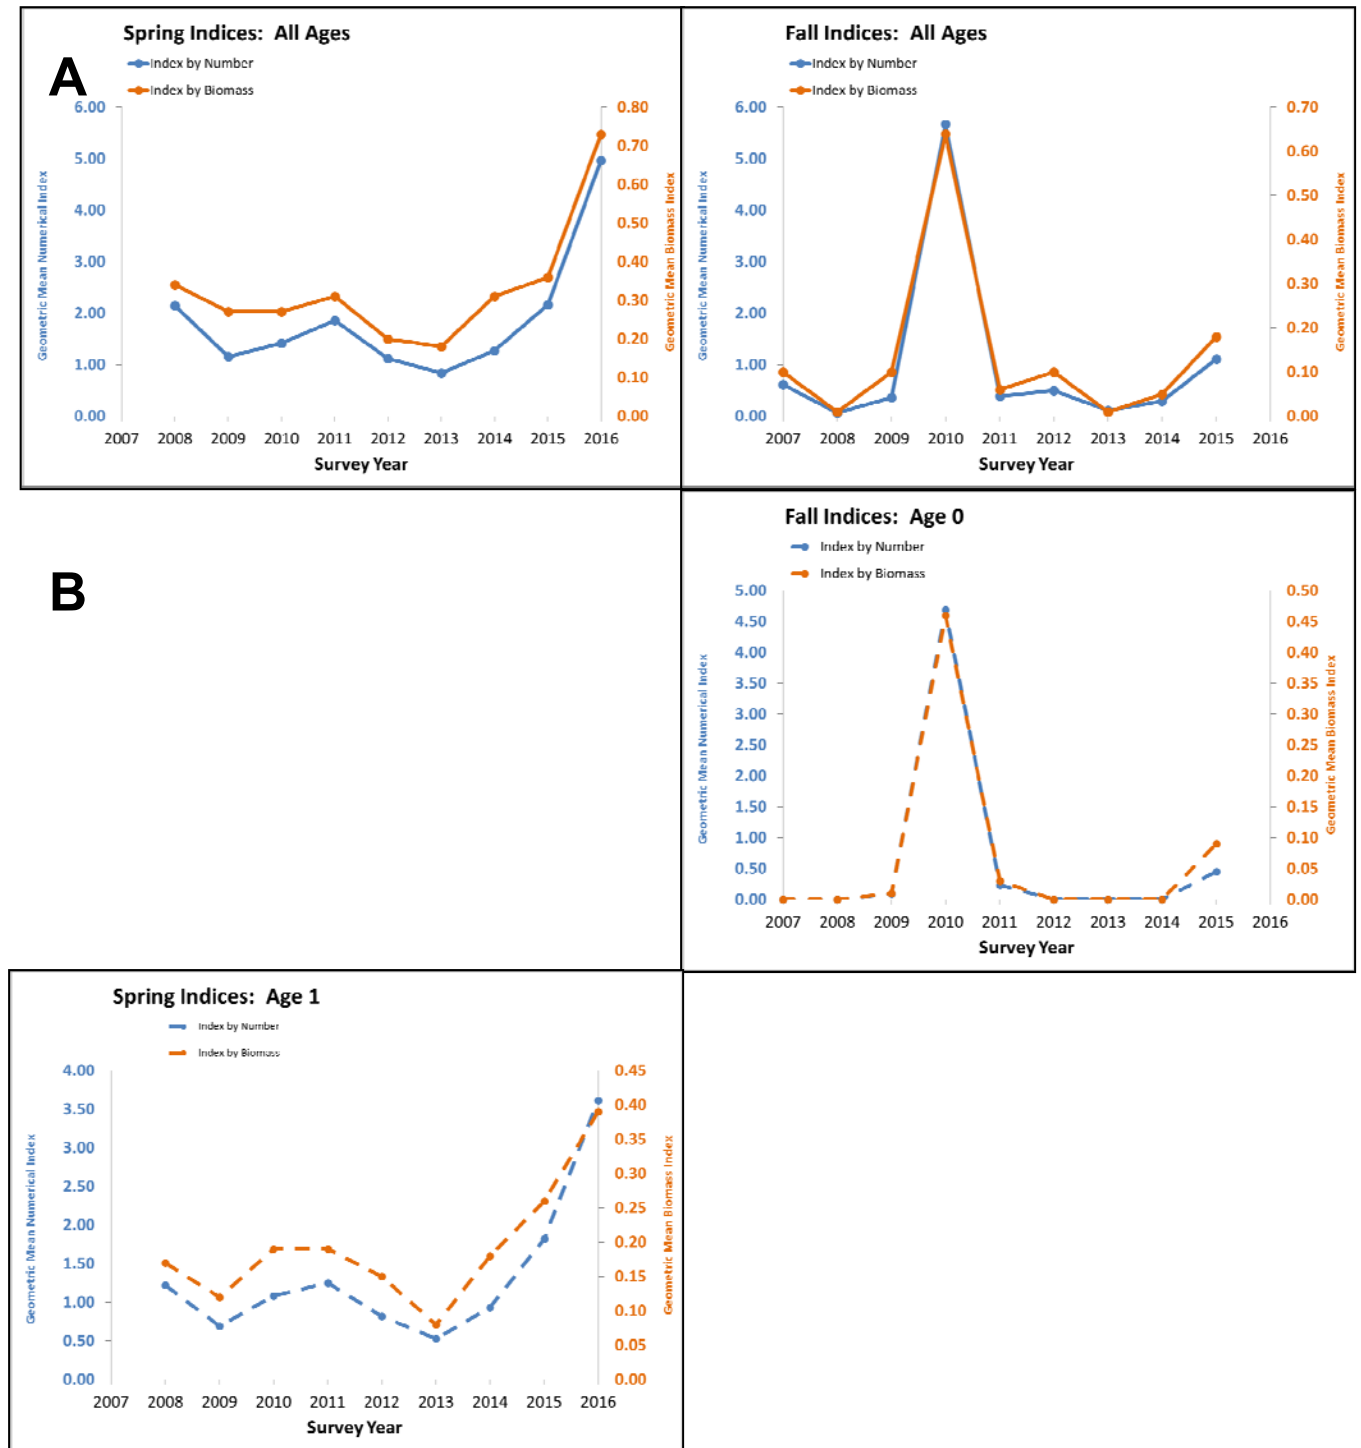 A
Spring Indices:  All Ages
Index by Number
Index by Biomass
Geometric Mean Numerical Index
6.00
5.00
4.00
3.00
2.00
1.00
0.00
0.80
0.70
0.60
0.50
0.40
0.30
0.20
0.10
0.00
Geometric Mean Biomass Index
2007 2008 2009 2010 2011 2012 2013 2014 2015 2016
Survey Year
Fall Indices:  All Ages
Index by Number
Index by Biomass
Geometric Mean Numerical Index
6.00
5.00
4.00
3.00
2.00
1.00
0.00
0.70
0.60
0.50
0.40
0.30
0.20
0.10
0.00
Geometric Mean Biomass Index
2007 2008 2009 2010 2011 2012 2013 2014 2015 2016
Survey Year
B
Fall Indices:  Age 0
Index by Number
Index by Biomass
Geometric Mean Numerical Index
5.00
4.50
4.00
3.50
3.00
2.50
2.00
1.50
1.00
0.50
0.00
0.50
0.45
0.40
0.35
0.30
0.25
0.20
0.15
0.10
0.05
0.00
Geometric Mean Biomass Index
2007 2008 2009 2010 2011 2012 2013 2014 2015 2016
Survey Year
Spring Indices:  Age 1
Index by Number
Index by Biomass
Geometric Mean Numerical Index
4.00
3.50
3.00
2.50
2.00
1.50
1.00
0.50
0.00
0.45
0.40
0.35
0.30
0.25
0.20
0.15
0.10
0.05
0.00
Geometric Mean Biomass Index
2007 2008 2009 2010 2011 2012 2013 2014 2015 2016
Survey Year